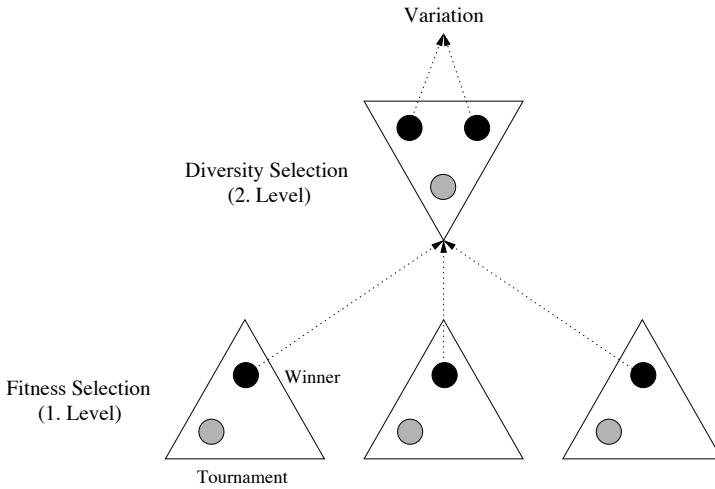 Variation
Diversity Selection
(2. Level)
Winner
Fitness Selection
(1. Level)
Tournament